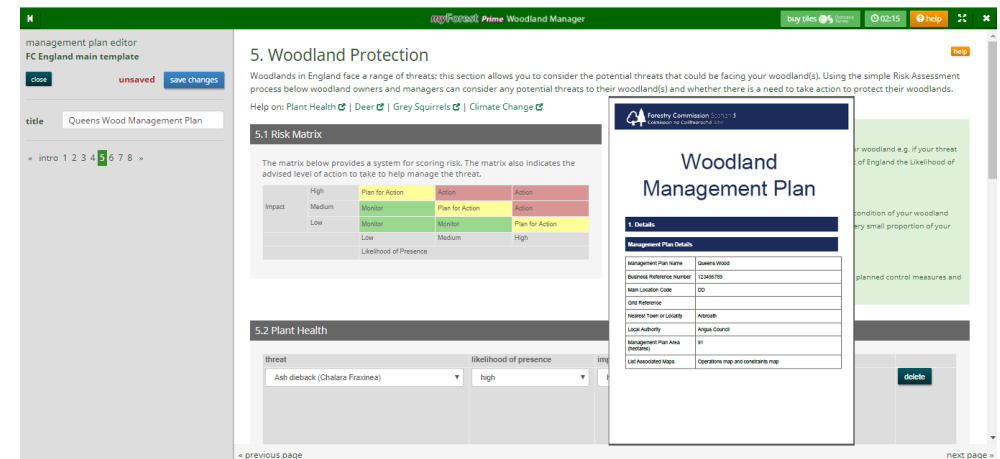 myForest Prime Woodland Manager
buy tiles
02:15
help
management plan editor
FC England main template
close
unsaved
save changes
title
Queens Wood Management Plan
« intro 1 2 3 4 5 6 7 8 »
5. Woodland Protection
help
Woodlands in England face a range of threats; this section allows you to consider the potential threats that could be facing your woodland(s). Using the simple Risk Assessment
process below woodland owners and managers can consider any potential threats to their woodland(s) and whether there is a need to take action to protect their woodlands.
Help on: Plant Health | Deer | Grey Squirrels | Climate Change
5.1 Risk Matrix
The matrix below provides a system for scoring risk. The matrix also indicates the
advised level of action to take to help manage the threat.
High Plan for Action Action Action
Impact Medium Monitor Plan for Action Action
Low Monitor Monitor Plan for Action
Low Medium High
Likelihood of Presence
r woodland e.g. if your threat
of England the Likelihood of
condition of your woodland
ery small proportion of your
planned control measures and
Forestry Commission Scotland
Woodland
Management Plan
1. Details
Management Plan Details
Management Plan Name Queens Wood
Business Reference Number 123456789
Main Location Code DD
Grid Reference
Nearest Town or Locality Arbroath
Local Authority Angus Council
Management Plan Area
(hectares) 91
List Associated Maps Operations map and constraints map
5.2 Plant Health
threat likelihood of presence
Ash dieback (Chalara Fraxinea) high
delete
« previous page
next page »